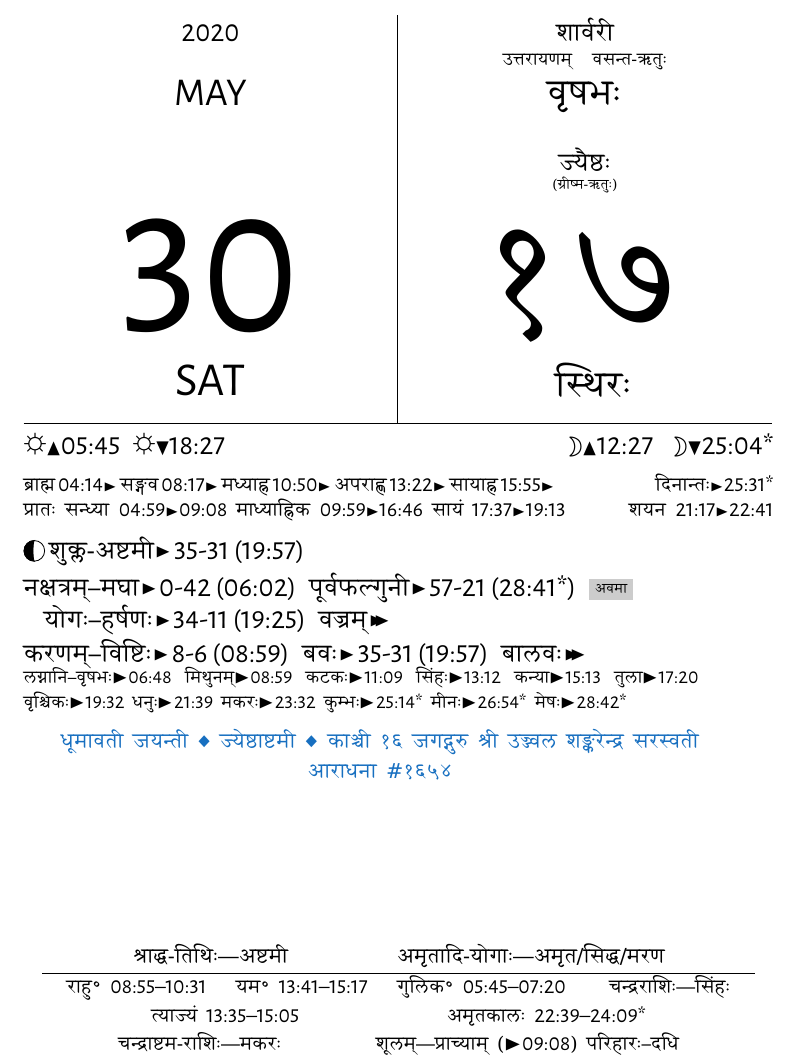 2020
MAY
30
SAT
शार्वरी
उत्तरायणम् वसन्त-ऋतुः
वृषभः
ज्यैष्ठः
(ग्रीष्म-ऋतुः)
१७
स्थिरः
☼▲05:45 ☼▼18:27 ☽▲12:27 ☽▼25:04*
ब्राह्म 04:14► सङ्गव 08:17► मध्याह्न 10:50► अपराह्ण 13:22► सायाह्न 15:55► दिनान्तः►25:31*
प्रातः सन्ध्या 04:59►09:08 माध्याह्निक 09:59►16:46 सायं 17:37►19:13 शयन 21:17►22:41
शुक्ल-अष्टमी►35-31 (19:57)
नक्षत्रम्–मघा►0-42 (06:02) पूर्वफल्गुनी►57-21 (28:41*) अवमा
योगः–हर्षणः►34-11 (19:25) वज्रम्►►
करणम्–विष्टिः►8-6 (08:59) बवः►35-31 (19:57) बालवः►►
लग्नानि–वृषभः►06:48 मिथुनम्►08:59 कटकः►11:09 सिंहः►13:12 कन्या►15:13 तुला►17:20
वृश्चिकः►19:32 धनुः►21:39 मकरः►23:32 कुम्भः►25:14* मीनः►26:54* मेषः►28:42*
धूमावती जयन्ती ◆ ज्येष्ठाष्टमी ◆ काञ्ची १६ जगद्गुरु श्री उज्ज्वल शङ्करेन्द्र सरस्वती
आराधना #१६५४
श्राद्ध-तिथिः—अष्टमी अमृतादि-योगाः—अमृत/सिद्ध/मरण
राहु° 08:55–10:31 यम° 13:41–15:17 गुलिक° 05:45–07:20 चन्द्रराशिः—सिंहः
त्याज्यं 13:35–15:05 अमृतकालः 22:39–24:09*
चन्द्राष्टम-राशिः—मकरः शूलम्—प्राच्याम् (►09:08) परिहारः–दधि